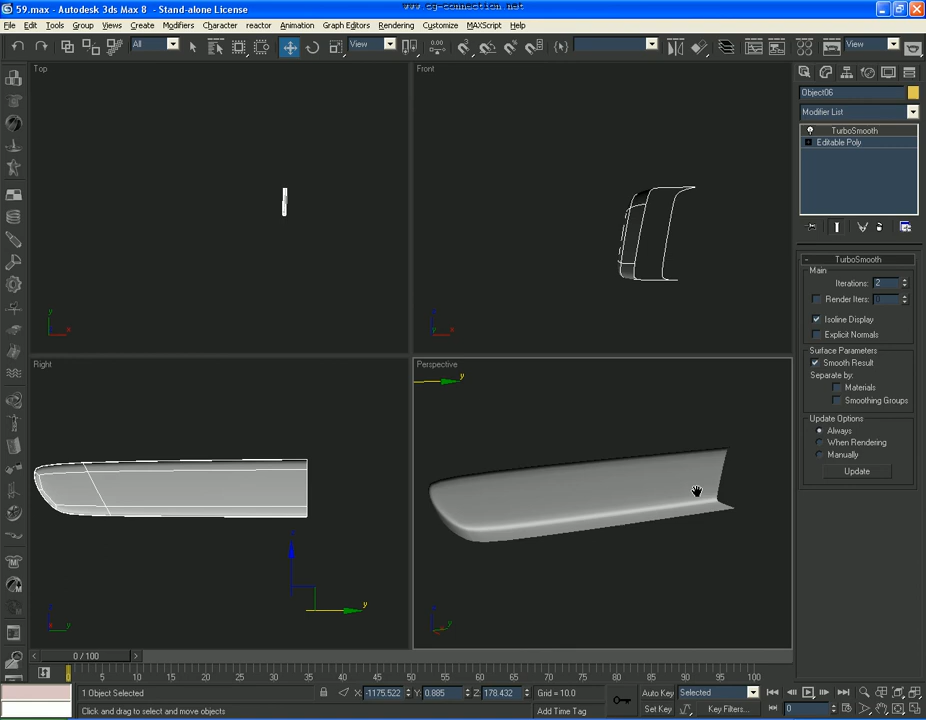 www.cg-connection.net
59.max - Autodesk 3ds Max 8 - Stand-alone License
File Edit Tools Group Views Create Modifiers Character reactor Animation Graph Editors Rendering Customize MAXScript Help
All View View
Top
Front
Object06
Modifier List
TurboSmooth
Editable Poly
y
x
TurboSmooth
Main
Iterations: 2
Render Iters:
Isoline Display
Explicit Normals
Surface Parameters
Smooth Result
Separate by:
Materials
Smoothing Groups
Update Options
Always
When Rendering
Manually
Update
Right
Perspective
y
z
y
0 / 100
0 5 10 15 20 25 30 35 40 45 50 55 60 65 70 75 80 85 90 95 100
1 Object Selected X: -1175.522 Y: 0.885 Z: 178.432 Grid = 10.0 Auto Key Selected
Click and drag to select and move objects Add Time Tag Set Key Key Filters... 0